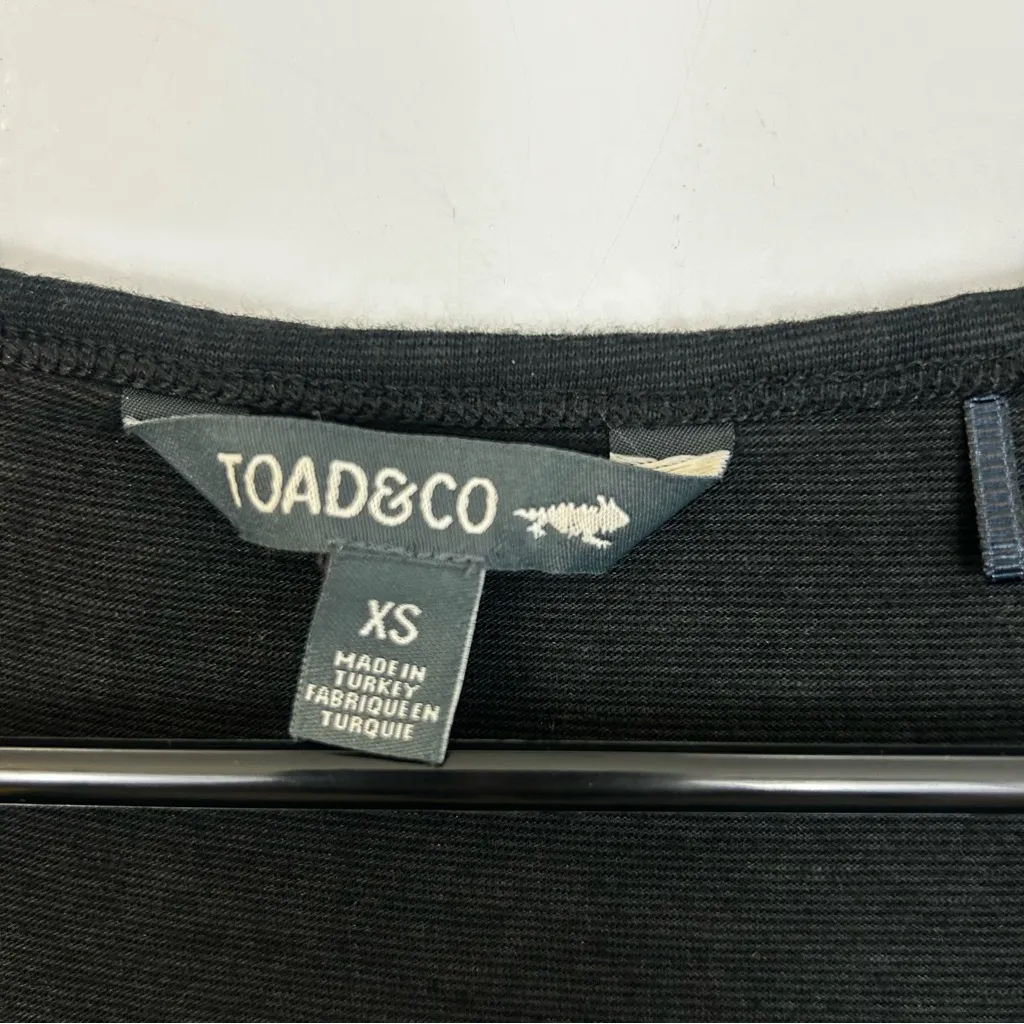 TOAD&CO
XS
MADE IN
TURKEY
FABRIQUE EN
TURQUIE